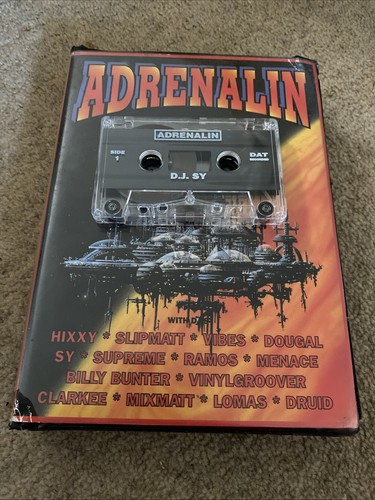 ADRENALIN
ADRENALIN
SIDE
1
DAT
D.J. SY
WITH
HIXXY * SLIPMATT * VIBES * DOUGAL
SY * SUPREME * RAMOS * MENACE
BILLY BUNTER * VINYLGROOVER
CLARKEE * MIXMATT * LOMAS * DRUID